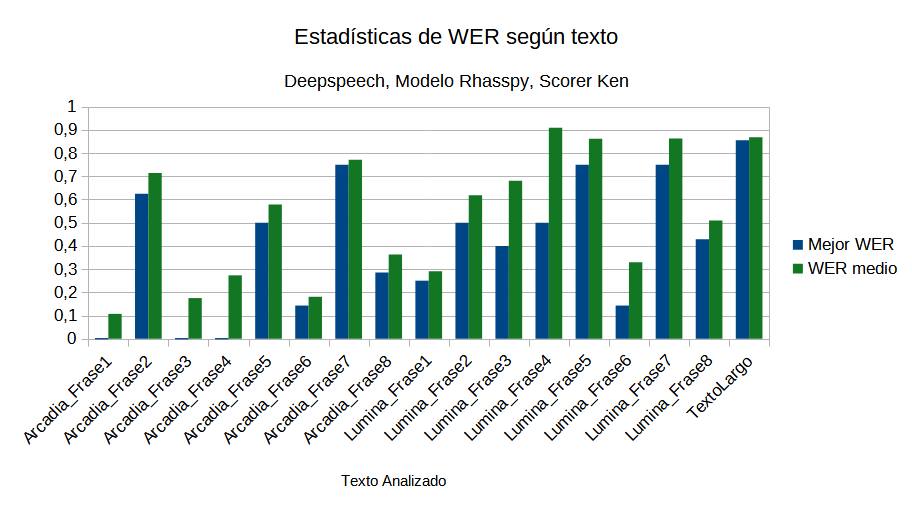 Estadísticas de WER según texto
Deepspeech, Modelo Rhasspy, Scorer Ken
1
0,9
0,8
0,7
0,6
0,5
0,4
0,3
0,2
0,1
0
Mejor WER
WER medio
Arcadia_Frase1
Arcadia_Frase2
Arcadia_Frase3
Arcadia_Frase4
Arcadia_Frase5
Arcadia_Frase6
Arcadia_Frase7
Arcadia_Frase8
Lumina_Frase1
Lumina_Frase2
Lumina_Frase3
Lumina_Frase4
Lumina_Frase5
Lumina_Frase6
Lumina_Frase7
Lumina_Frase8
TextoLargo
Texto Analizado